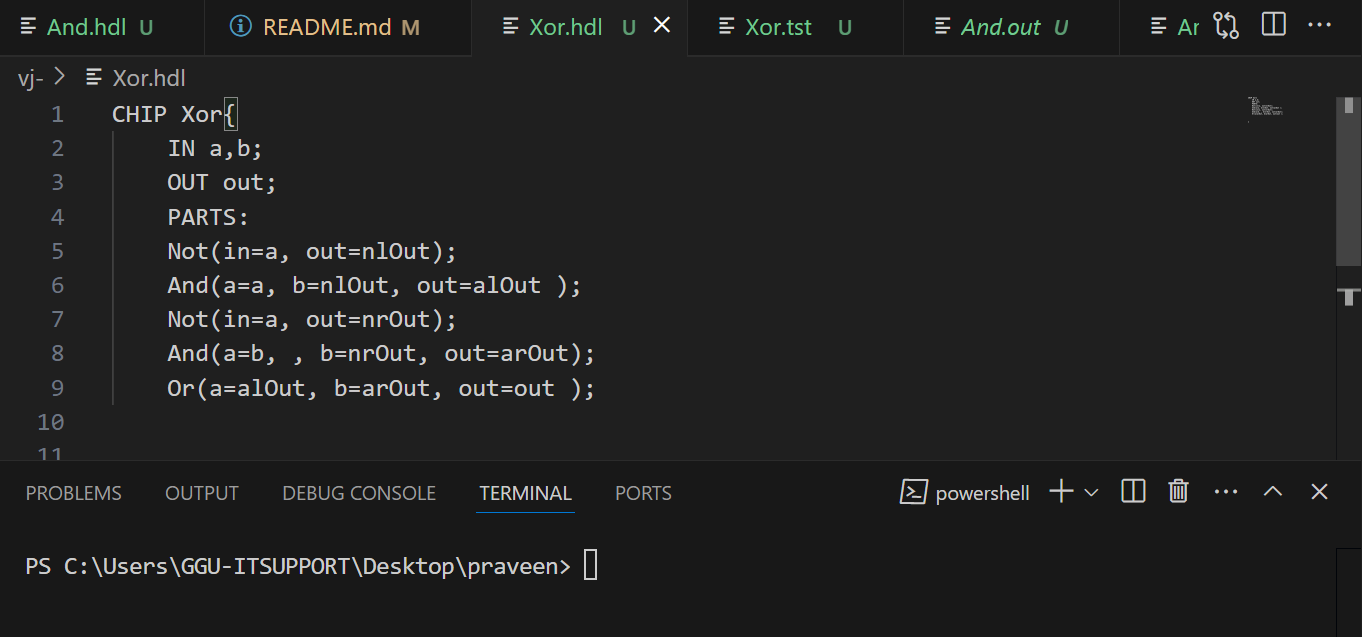 And.hdl U README.md M Xor.hdl U Xor.tst U And.out U Ar
vj- > Xor.hdl
1 CHIP Xor{
2 IN a,b;
3 OUT out;
4 PARTS:
5 Not(in=a, out=nlOut);
6 And(a=a, b=nlOut, out=alOut );
7 Not(in=a, out=nrOut);
8 And(a=b, , b=nrOut, out=arOut);
9 Or(a=alOut, b=arOut, out=out );
10
11
PROBLEMS OUTPUT DEBUG CONSOLE TERMINAL PORTS powershell
PS C:\Users\GGU-ITSUPPORT\Desktop\praveen>